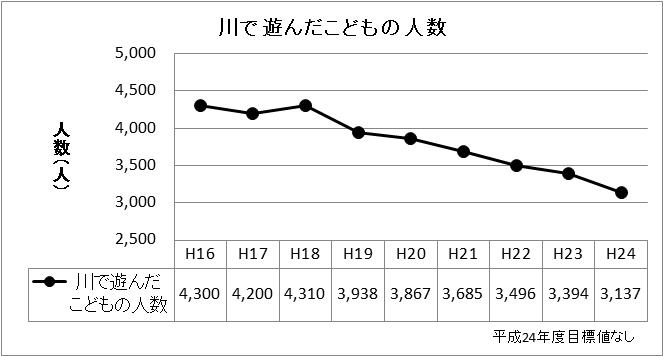 川で遊んだこどもの人数
人数(人)
5,000
4,500
4,000
3,500
3,000
2,500
H16 H17 H18 H19 H20 H21 H22 H23 H24
川で遊んだ
こどもの人数
4,300 4,200 4,310 3,938 3,867 3,685 3,496 3,394 3,137
平成24年度目標値なし